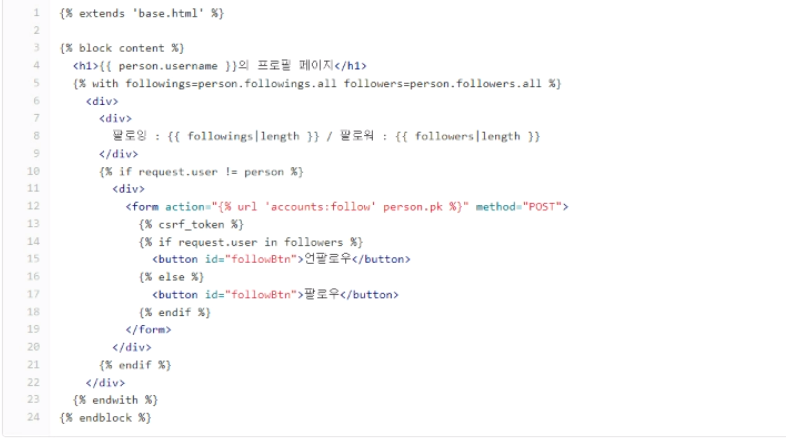 1 {% extends 'base.html' %}
2
3 {% block content %}
4 <h1>{{ person.username }}의 프로필 페이지</h1>
5 {% with followings=person.followings.all followers=person.followers.all %}
6 <div>
7 <div>
8 팔로잉 : {{ followings|length }} / 팔로워 : {{ followers|length }}
9 </div>
10 {% if request.user != person %}
11 <div>
12 <form action="{% url 'accounts:follow' person.pk %}" method="POST">
13 {% csrf_token %}
14 {% if request.user in followers %}
15 <button id="followBtn">언팔로우</button>
16 {% else %}
17 <button id="followBtn">팔로우</button>
18 {% endif %}
19 </form>
20 </div>
21 {% endif %}
22 </div>
23 {% endwith %}
24 {% endblock %}